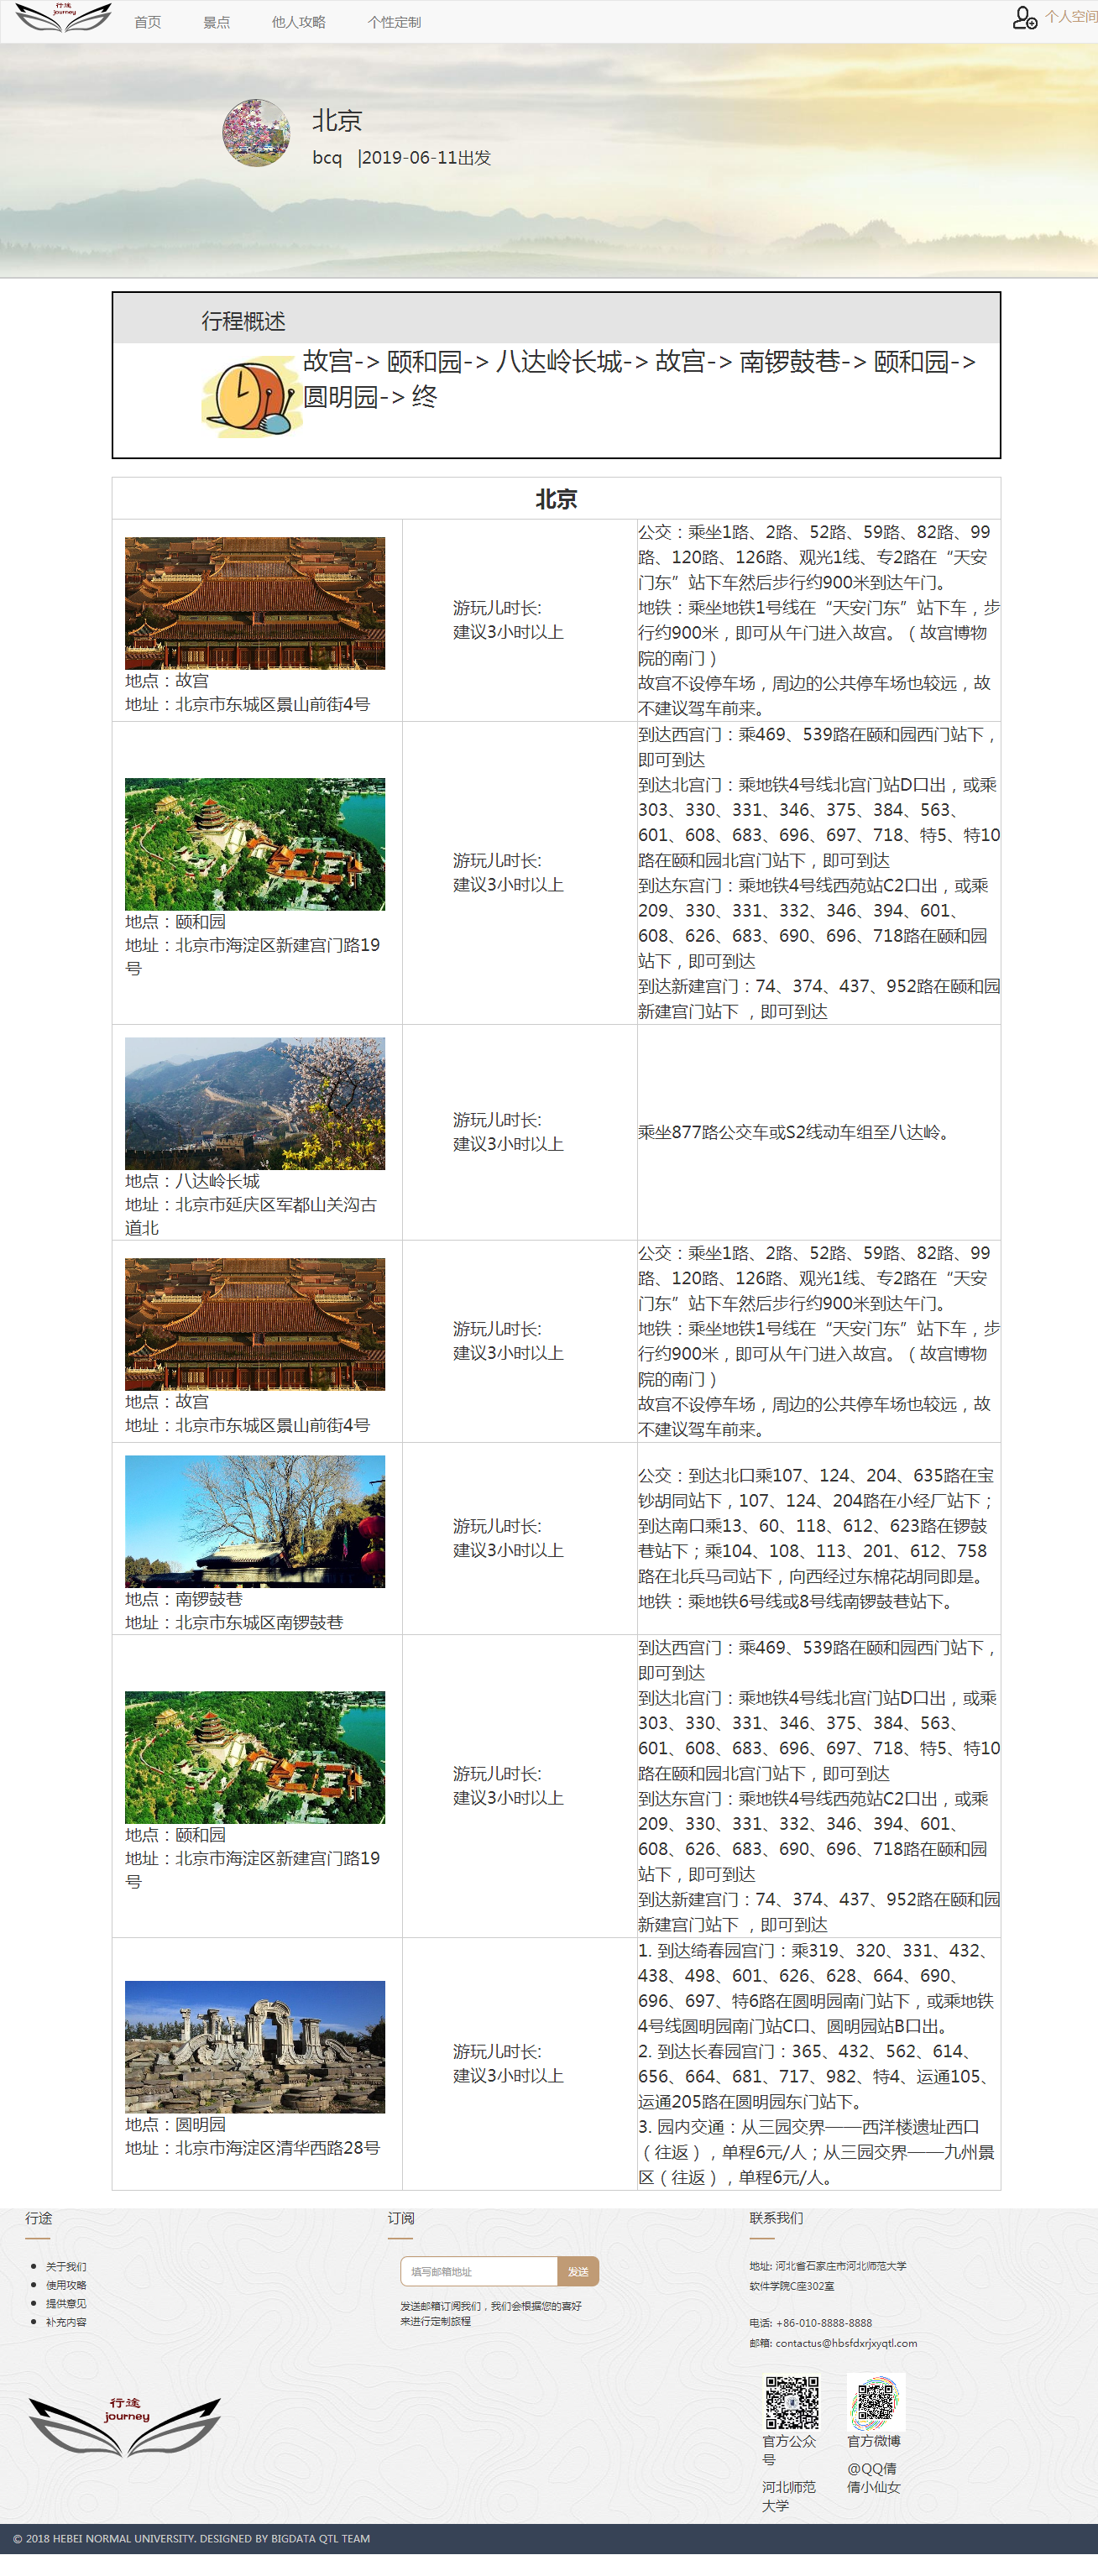 行途
journey
首页 景点 他人攻略 个性定制 个人空间
北京
bcq |2019-06-11出发
行程概述
故宫-> 颐和园-> 八达岭长城-> 故宫-> 南锣鼓巷-> 颐和园->
圆明园-> 终
北京
地点：故宫
地址：北京市东城区景山前街4号
游玩儿时长:
建议3小时以上
公交：乘坐1路、2路、52路、59路、82路、99
路、120路、126路、观光1线、专2路在“天安
门东”站下车然后步行约900米到达午门。
地铁：乘坐地铁1号线在“天安门东”站下车，步
行约900米，即可从午门进入故宫。（故宫博物
院的南门）
故宫不设停车场，周边的公共停车场也较远，故
不建议驾车前来。
地点：颐和园
地址：北京市海淀区新建宫门路19
号
游玩儿时长:
建议3小时以上
到达西宫门：乘469、539路在颐和园西门站下，
即可到达
到达北宫门：乘地铁4号线北宫门站D口出，或乘
303、330、331、346、375、384、563、
601、608、683、696、697、718、特5、特10
路在颐和园北宫门站下，即可到达
到达东宫门：乘地铁4号线西苑站C2口出，或乘
209、330、331、332、346、394、601、
608、626、683、690、696、718路在颐和园
站下，即可到达
到达新建宫门：74、374、437、952路在颐和园
新建宫门站下 ，即可到达
地点：八达岭长城
地址：北京市延庆区军都山关沟古
道北
游玩儿时长:
建议3小时以上
乘坐877路公交车或S2线动车组至八达岭。
地点：故宫
地址：北京市东城区景山前街4号
游玩儿时长:
建议3小时以上
公交：乘坐1路、2路、52路、59路、82路、99
路、120路、126路、观光1线、专2路在“天安
门东”站下车然后步行约900米到达午门。
地铁：乘坐地铁1号线在“天安门东”站下车，步
行约900米，即可从午门进入故宫。（故宫博物
院的南门）
故宫不设停车场，周边的公共停车场也较远，故
不建议驾车前来。
地点：南锣鼓巷
地址：北京市东城区南锣鼓巷
游玩儿时长:
建议3小时以上
公交：到达北口乘107、124、204、635路在宝
钞胡同站下，107、124、204路在小经厂站下；
到达南口乘13、60、118、612、623路在锣鼓
巷站下；乘104、108、113、201、612、758
路在北兵马司站下，向西经过东棉花胡同即是。
地铁：乘地铁6号线或8号线南锣鼓巷站下。
地点：颐和园
地址：北京市海淀区新建宫门路19
号
游玩儿时长:
建议3小时以上
到达西宫门：乘469、539路在颐和园西门站下，
即可到达
到达北宫门：乘地铁4号线北宫门站D口出，或乘
303、330、331、346、375、384、563、
601、608、683、696、697、718、特5、特10
路在颐和园北宫门站下，即可到达
到达东宫门：乘地铁4号线西苑站C2口出，或乘
209、330、331、332、346、394、601、
608、626、683、690、696、718路在颐和园
站下，即可到达
到达新建宫门：74、374、437、952路在颐和园
新建宫门站下 ，即可到达
地点：圆明园
地址：北京市海淀区清华西路28号
游玩儿时长:
建议3小时以上
1. 到达绮春园宫门：乘319、320、331、432、
438、498、601、626、628、664、690、
696、697、特6路在圆明园南门站下，或乘地铁
4号线圆明园南门站C口、圆明园站B口出。
2. 到达长春园宫门：365、432、562、614、
656、664、681、717、982、特4、运通105、
运通205路在圆明园东门站下。
3. 园内交通：从三园交界——西洋楼遗址西口
（往返），单程6元/人；从三园交界——九州景
区（往返），单程6元/人。
行途
关于我们
使用攻略
提供意见
补充内容
行途
journey
订阅
填写邮箱地址 发送
发送邮箱订阅我们，我们会根据您的喜好
来进行定制旅程
联系我们
地址: 河北省石家庄市河北师范大学
软件学院C座302室
电话: +86-010-8888-8888
邮箱: contactus@hbsfdxrjxyqtl.com
官方公众
号
河北师范
大学
官方微博
@QQ倩
倩小仙女
© 2018 HEBEI NORMAL UNIVERSITY. DESIGNED BY BIGDATA QTL TEAM